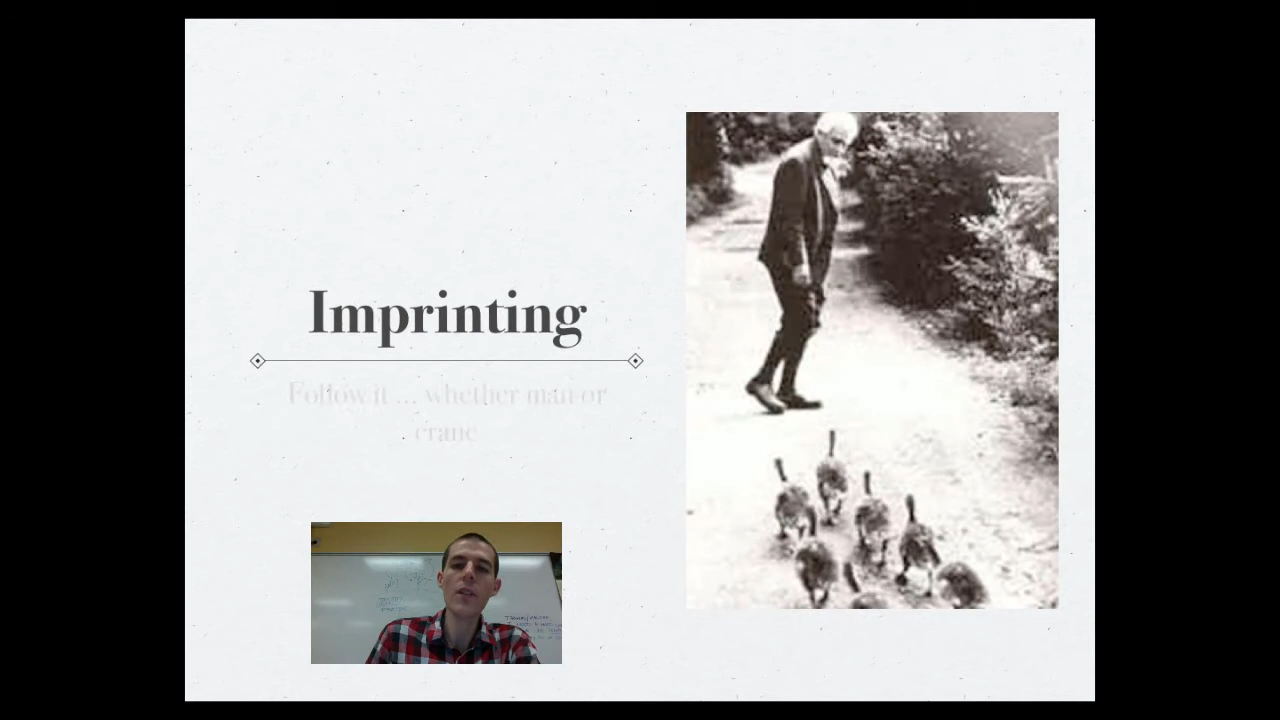 Imprinting
Follow it ... whether man or
crane